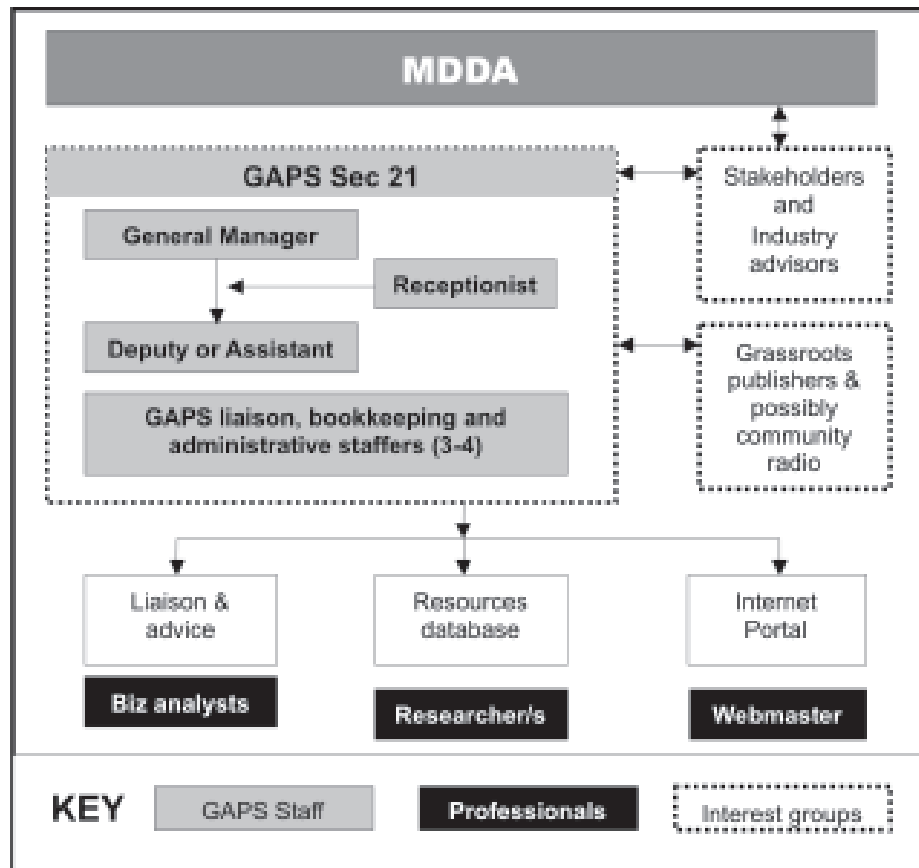 MDDA
GAPS Sec 21
General Manager
Receptionist
Deputy or Assistant
GAPS liaison, bookkeeping and
administrative staffers (3-4)
Stakeholders
and
Industry
advisors
Grassroots
publishers &
possibly
community
radio
Liaison &
advice
Resources
database
Internet
Portal
Biz analysts
Researcher/s
Webmaster
KEY
GAPS Staff
Professionals
Interest groups